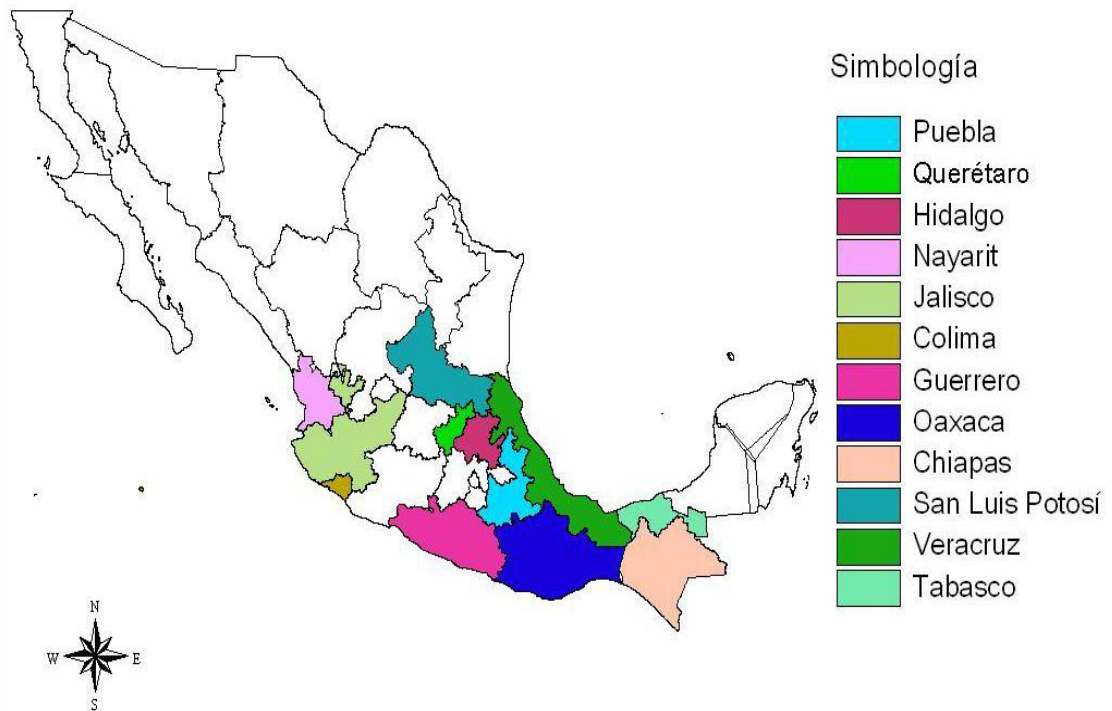 Simbología
Puebla
Querétaro
Hidalgo
Nayarit
Jalisco
Colima
Guerrero
Oaxaca
Chiapas
San Luis Potosí
Veracruz
Tabasco
N
W E
S